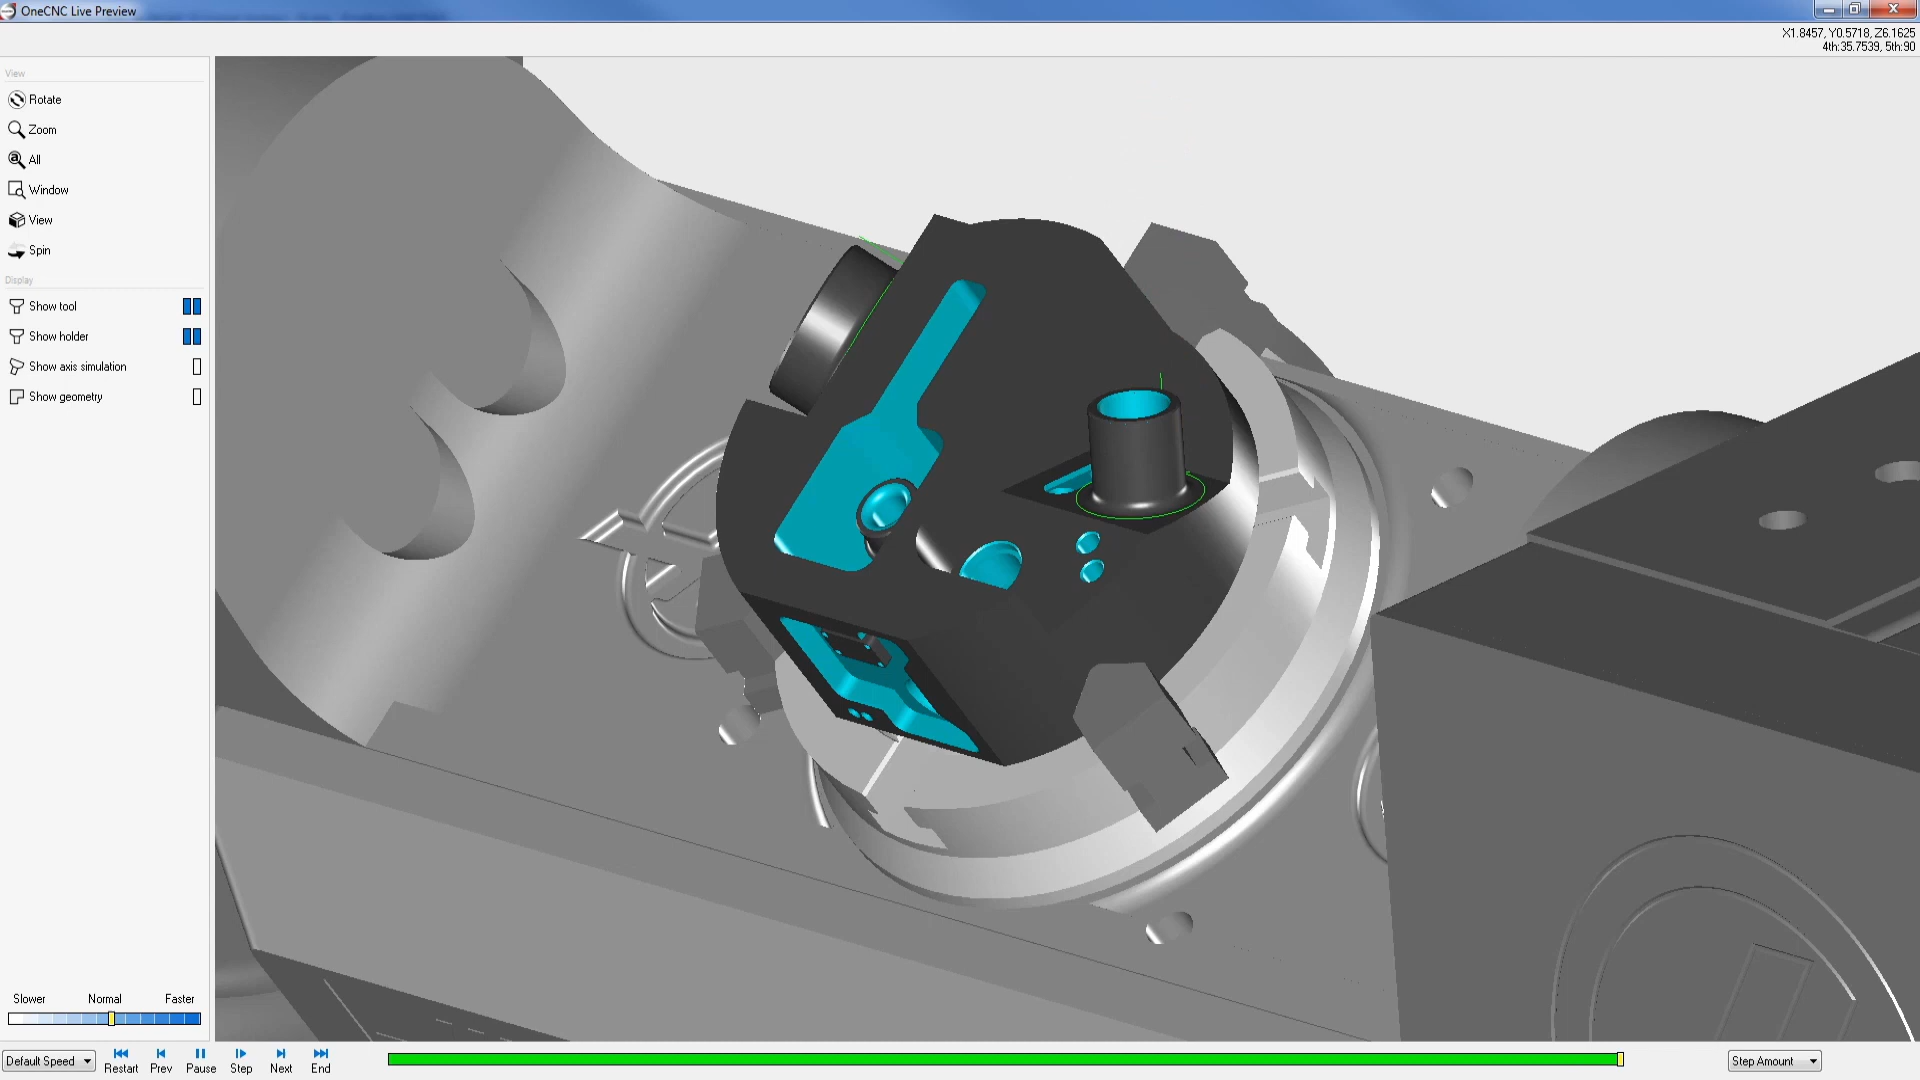 OneCNC Live Preview
X1.8457, Y0.5718, Z6.1625
4th:35.7539, 5th:90
View
Rotate
Zoom
All
Window
View
Spin
Display
Show tool
Show holder
Show axis simulation
Show geometry
Slower Normal Faster
Default Speed Restart Prev Pause Step Next End Step Amount